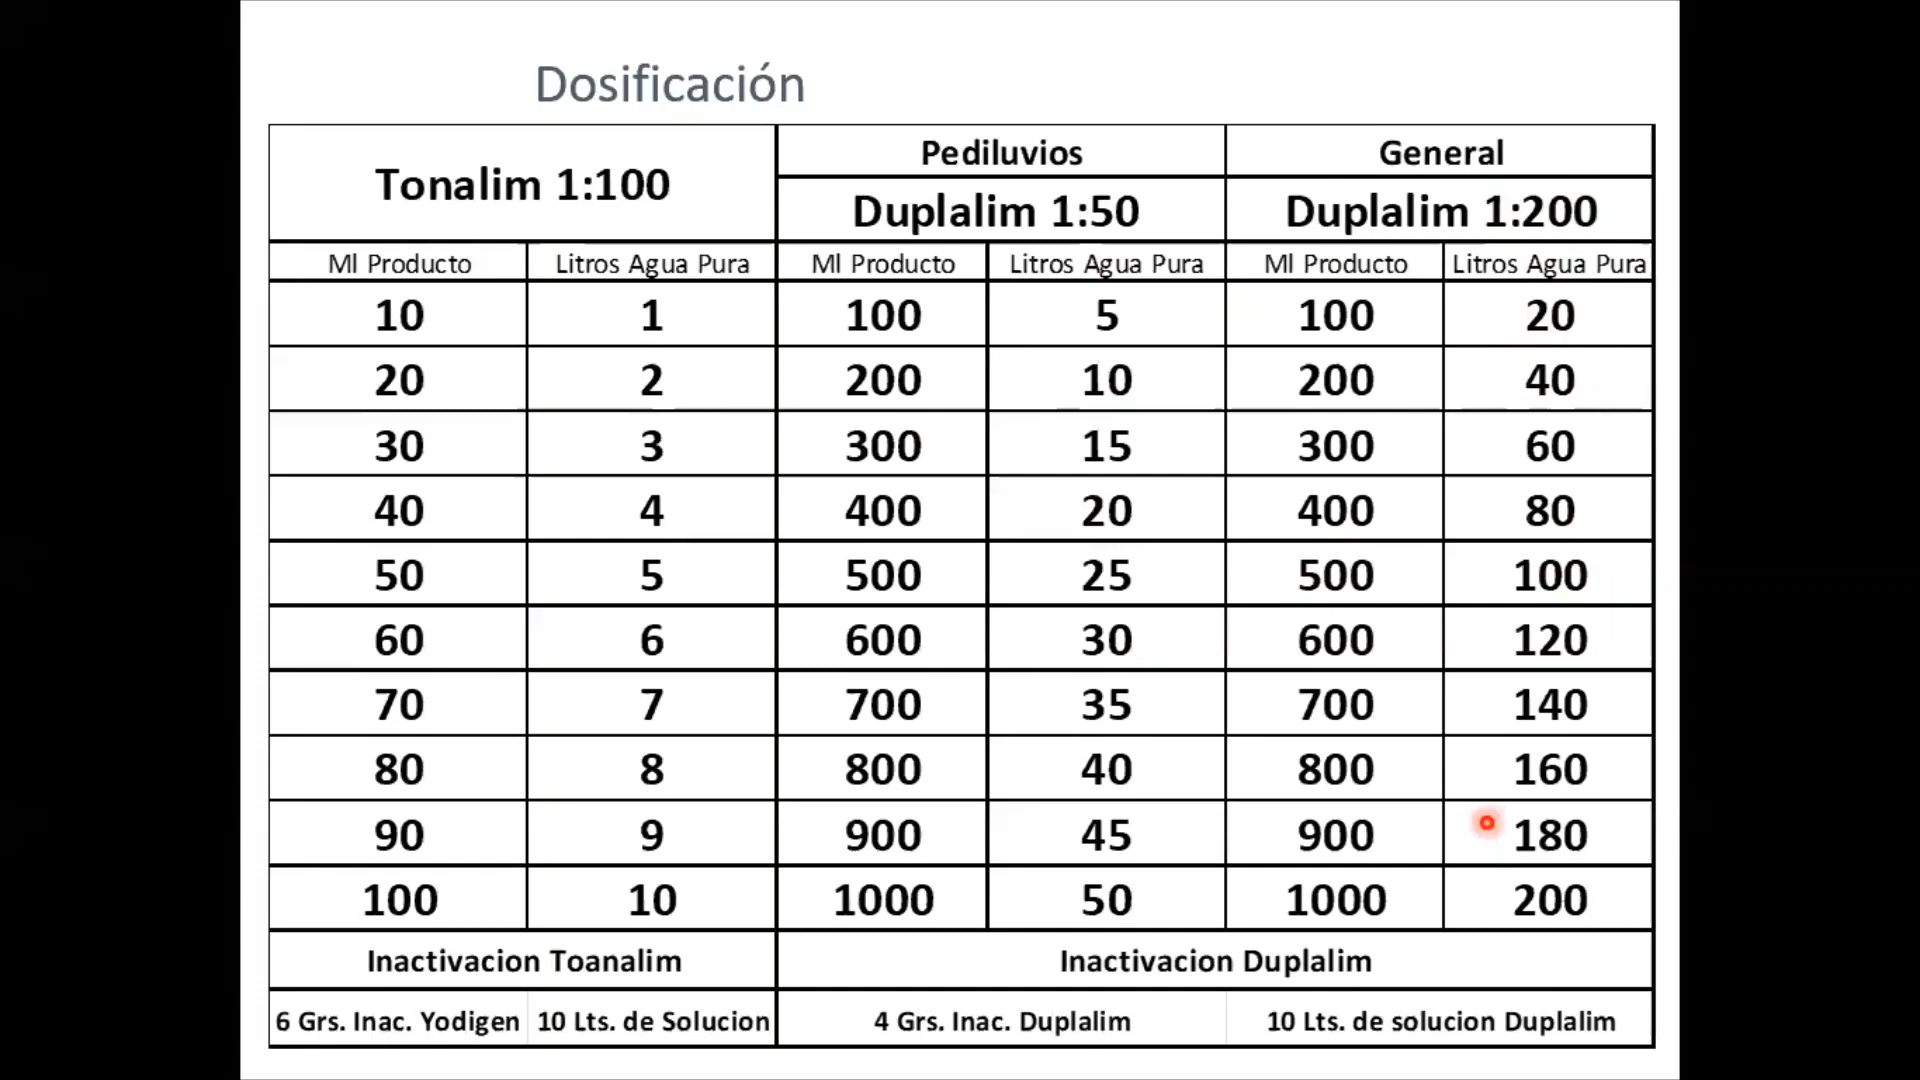 Dosificación
Tonalim 1:100
Pediluvios
General
Duplalim 1:50
Duplalim 1:200
Ml Producto Litros Agua Pura Ml Producto Litros Agua Pura Ml Producto Litros Agua Pura
10 1 100 5 100 20
20 2 200 10 200 40
30 3 300 15 300 60
40 4 400 20 400 80
50 5 500 25 500 100
60 6 600 30 600 120
70 7 700 35 700 140
80 8 800 40 800 160
90 9 900 45 900 180
100 10 1000 50 1000 200
Inactivacion Toanalim Inactivacion Duplalim
6 Grs. Inac. Yodigen 10 Lts. de Solucion 4 Grs. Inac. Duplalim 10 Lts. de solucion Duplalim